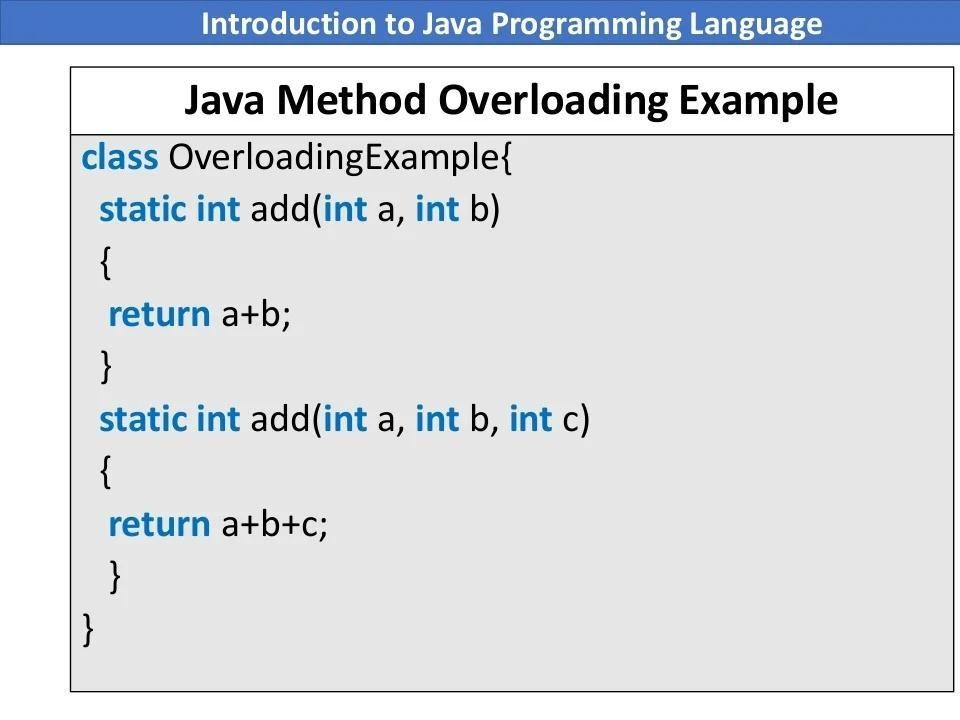 Introduction to Java Programming Language
Java Method Overloading Example
class OverloadingExample{
static int add(int a, int b)
{
return a+b;
}
static int add(int a, int b, int c)
{
return a+b+c;
}
}